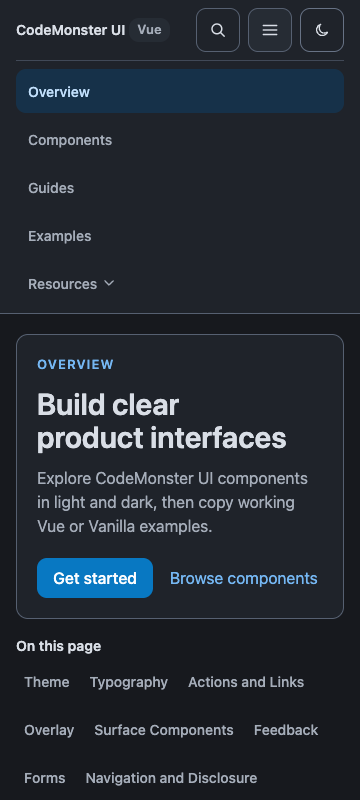 CodeMonster UI Vue
Overview
Components
Guides
Examples
Resources
OVERVIEW
Build clear
product interfaces
Explore CodeMonster UI components
in light and dark, then copy working
Vue or Vanilla examples.
Get started Browse components
On this page
Theme Typography Actions and Links
Overlay Surface Components Feedback
Forms Navigation and Disclosure